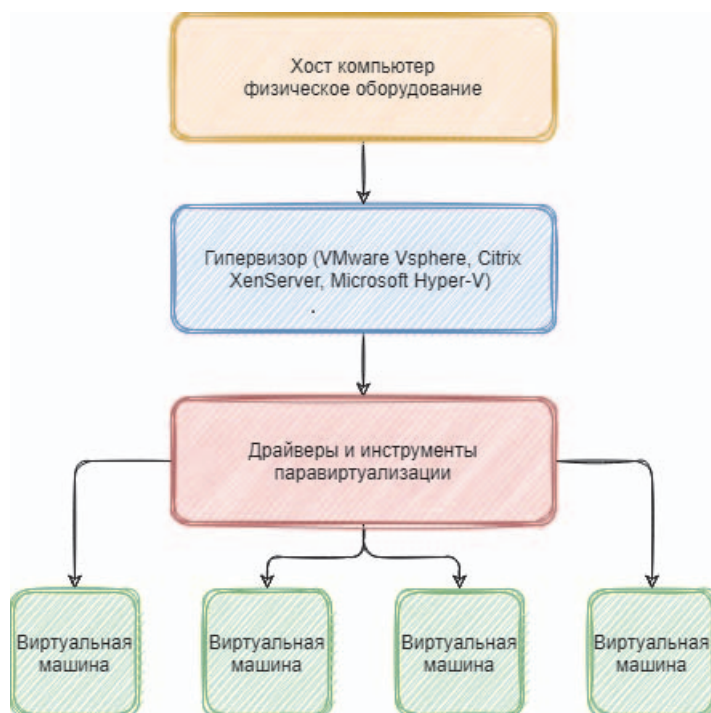 Хост компьютер
физическое оборудование
Гипервизор (VMware Vsphere, Citrix
XenServer, Microsoft Hyper-V)
.
Драйверы и инструменты
паравиртуализации
Виртуальная
машина
Виртуальная
машина
Виртуальная
машина
Виртуальная
машина